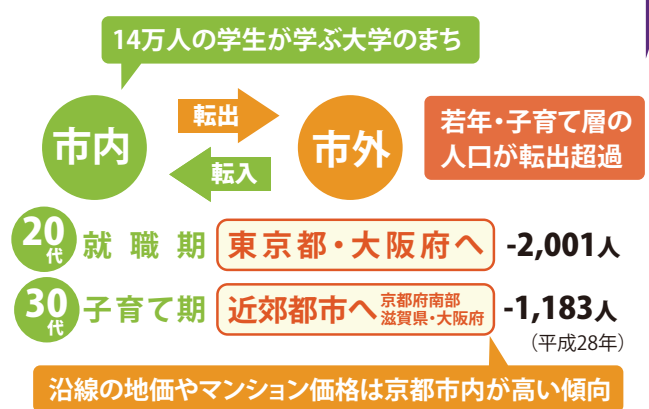 14万人の学生が学ぶ大学のまち
市内
転出
転入
市外
若年・子育て層の
人口が転出超過
20代 就職期 東京都・大阪府へ -2,001人
30代 子育て期 近郊都市へ 京都府南部 滋賀県・大阪府 -1,183人
（平成28年）
沿線の地価やマンション価格は京都市内が高い傾向